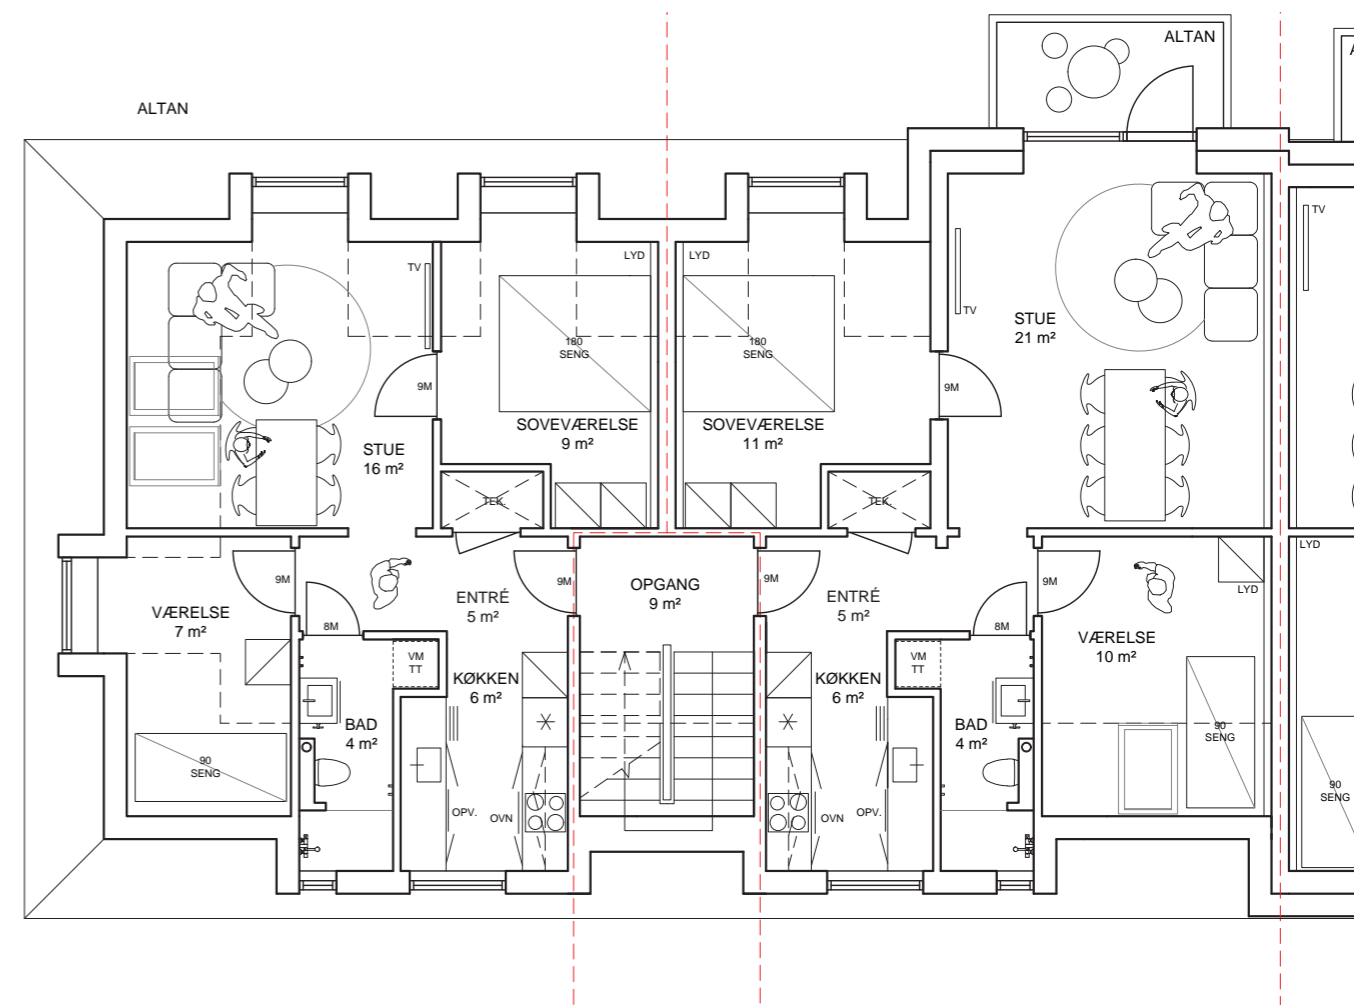 ALTAN
ALTAN
LYD
LYD
TV
TV
TV
180
SENG
180
SENG
STUE
21 m²
9M
9M
SOVEVÆRELSE
9 m²
SOVEVÆRELSE
11 m²
STUE
16 m²
TEK.
TEK.
LYD
9M
9M
9M
9M
OPGANG
9 m²
LYD
ENTRÉ
5 m²
ENTRÉ
5 m²
VÆRELSE
7 m²
8M
8M
VÆRELSE
10 m²
VM
TT
VM
TT
KØKKEN
6 m²
KØKKEN
6 m²
BAD
4 m²
BAD
4 m²
90
SENG
90
SENG
90
SENG
OPV.
OVN
OVN
OPV.